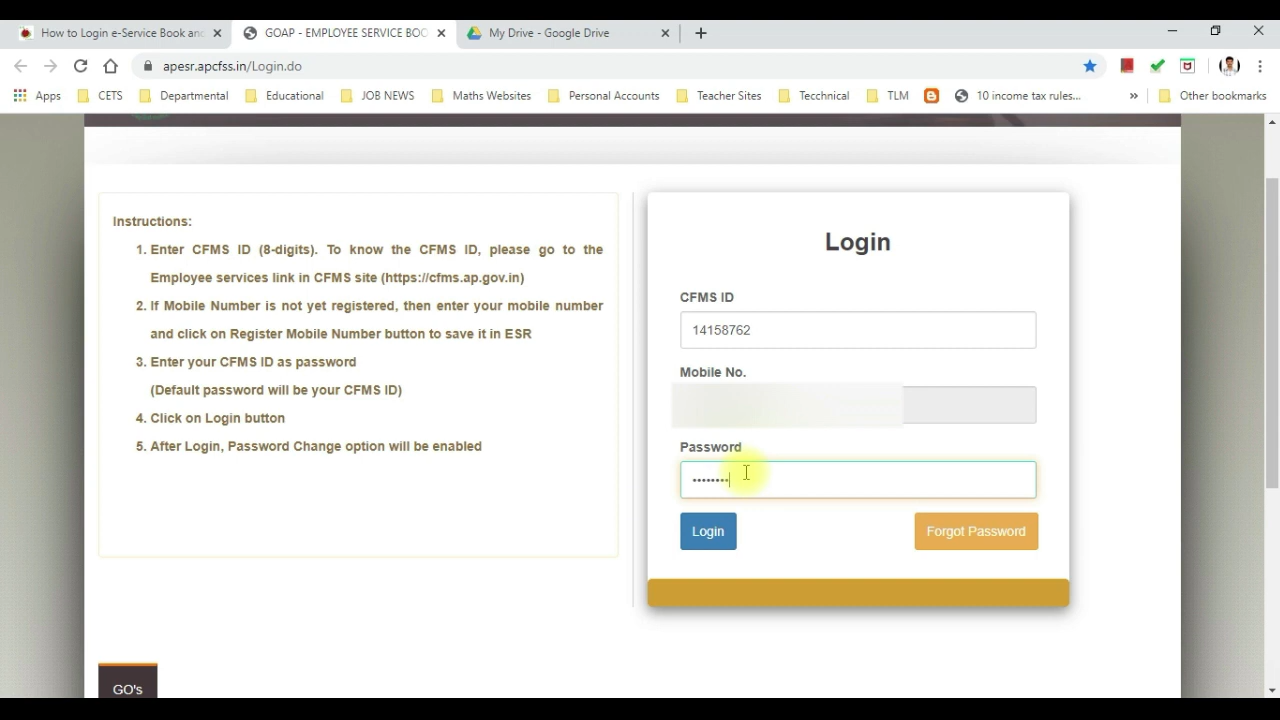 How to Login e-Service Book and
GOAP - EMPLOYEE SERVICE BOO
My Drive - Google Drive
apesr.apcfss.in/Login.do
Apps
CETS
Departmental
Educational
JOB NEWS
Maths Websites
Personal Accounts
Teacher Sites
Tecchnical
TLM
10 income tax rules...
»
Other bookmarks
Instructions:
1. Enter CFMS ID (8-digits). To know the CFMS ID, please go to the
Employee services link in CFMS site (https://cfms.ap.gov.in)
2. If Mobile Number is not yet registered, then enter your mobile number
and click on Register Mobile Number button to save it in ESR
3. Enter your CFMS ID as password
(Default password will be your CFMS ID)
4. Click on Login button
5. After Login, Password Change option will be enabled
Login
CFMS ID
14158762
Mobile No.
Password
••••••••
Login
Forgot Password
GO's